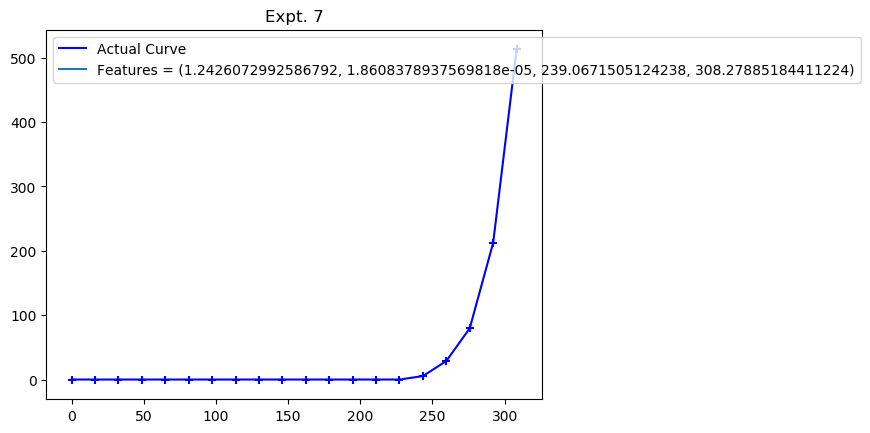 Expt. 7
Actual Curve
Features = (1.2426072992586792, 1.8608378937569818e-05, 239.0671505124238, 308.27885184411224)
500
400
300
200
100
0
0 50 100 150 200 250 300